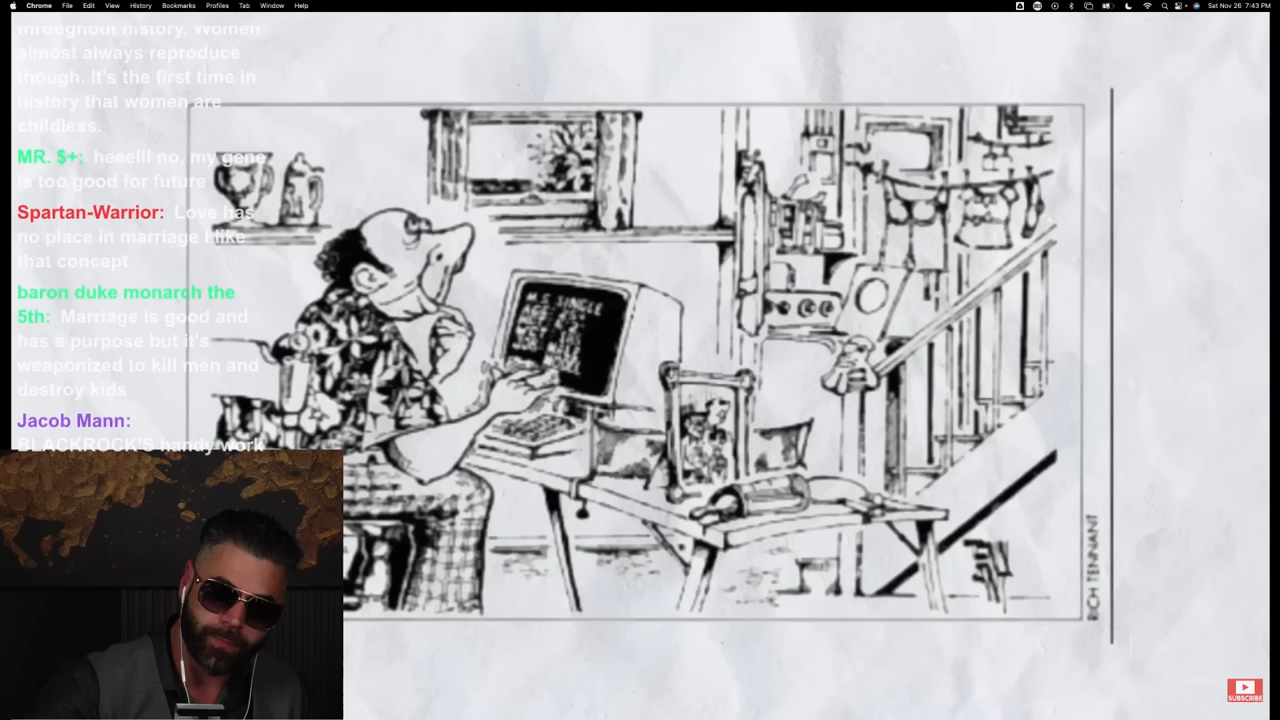 Chrome File Edit View History Bookmarks Profiles Tab Window Help
Sat Nov 26 7:43 PM
throughout history. Women
almost always reproduce
though. It's the first time in
history that women are
childless.
MR. $+: heeelll no, my gene
is too good for future
Spartan-Warrior: Love has
no place in marriage I like
that concept
baron duke monarch the
5th: Marriage is good and
has a purpose but it's
weaponized to kill men and
destroy kids
Jacob Mann:
BLACKROCK'S handy work
SINGLE
AGE
RICH TENNANT
SUBSCRIBE